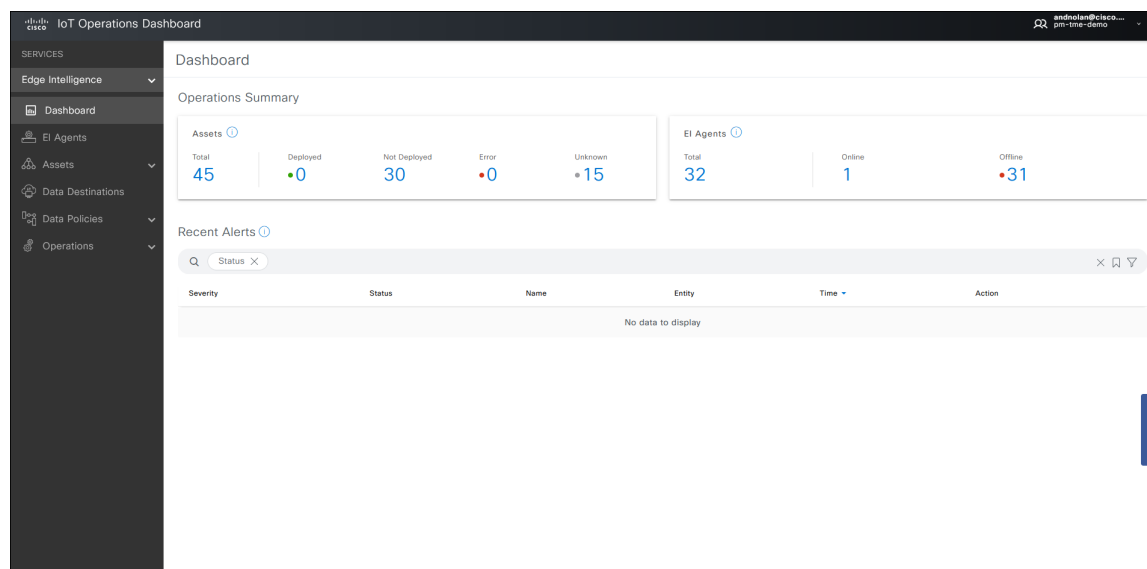 cisco IoT Operations Dashboard
andnolan@cisco....
pm-tme-demo
SERVICES
Edge Intelligence
Dashboard
EI Agents
Assets
Data Destinations
Data Policies
Operations
Dashboard
Operations Summary
Assets
Total Deployed Not Deployed Error Unknown
45 0 30 0 15
EI Agents
Total Online Offline
32 1 31
Recent Alerts
Status
Severity Status Name Entity Time Action
No data to display